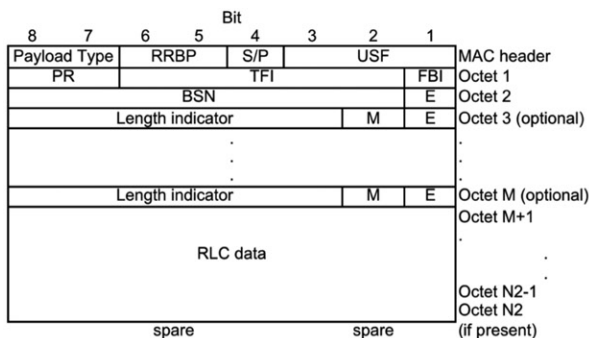 Bit
8 7 6 5 4 3 2 1
Payload Type RRBP S/P USF MAC header
PR TFI FBI Octet 1
BSN E Octet 2
Length indicator M E Octet 3 (optional)
. .
. .
. .
Length indicator M E Octet M (optional)
Octet M+1
.
RLC data .
.
Octet N2-1
Octet N2
spare spare (if present)